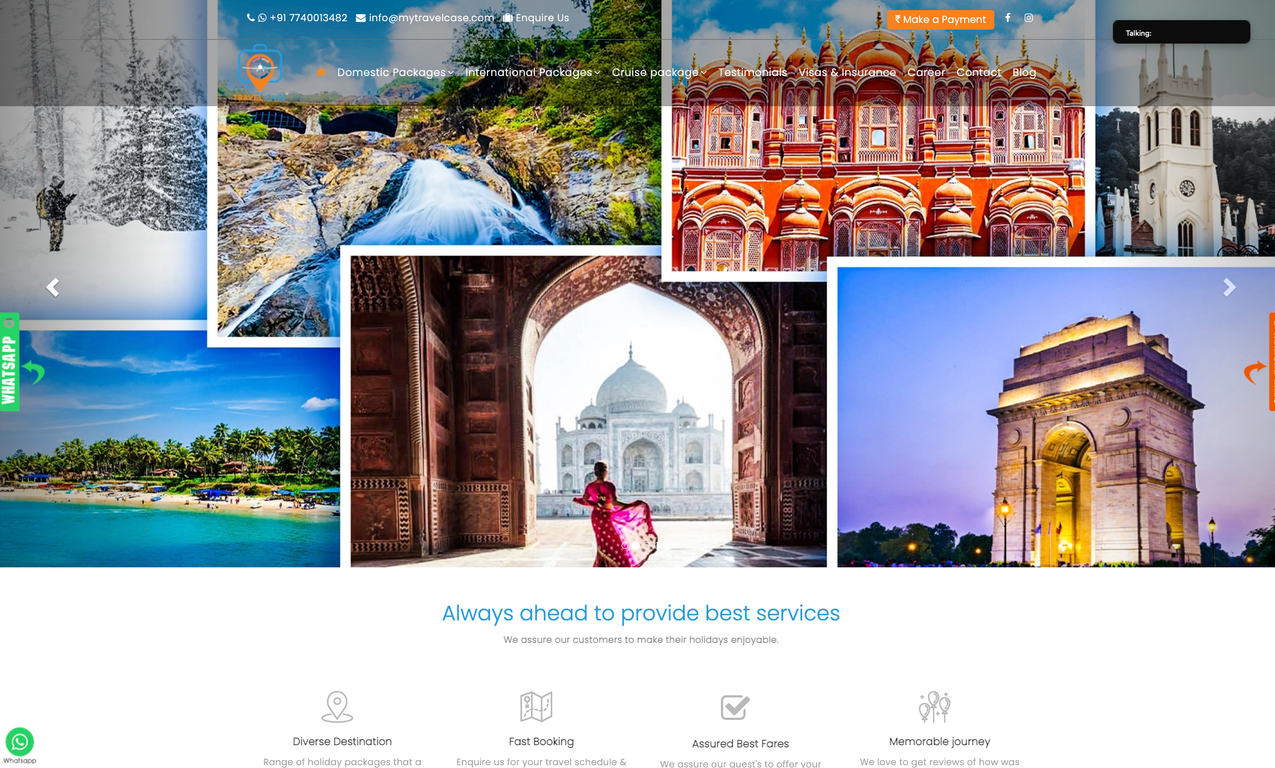 +91 7740013482 info@mytravelcase.com Enquire Us
₹ Make a Payment
Talking:
TRAVEL
Domestic Packages International Packages Cruise package Testimonials Visas & Insurance Career Contact Blog
WHATSAPP
Always ahead to provide best services
We assure our customers to make their holidays enjoyable.
Diverse Destination
Fast Booking
Assured Best Fares
Memorable journey
Range of holiday packages that a
Enquire us for your travel schedule &
We assure our guest's to offer your
We love to get reviews of how was
Whatsapp